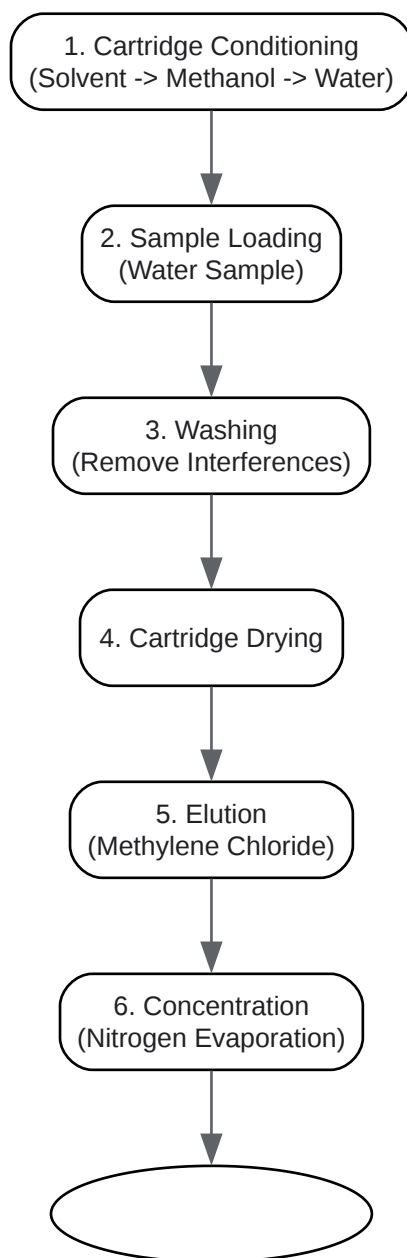 1. Cartridge Conditioning
(Solvent -> Methanol -> Water)
2. Sample Loading
(Water Sample)
3. Washing
(Remove Interferences)
4. Cartridge Drying
5. Elution
(Methylene Chloride)
6. Concentration
(Nitrogen Evaporation)